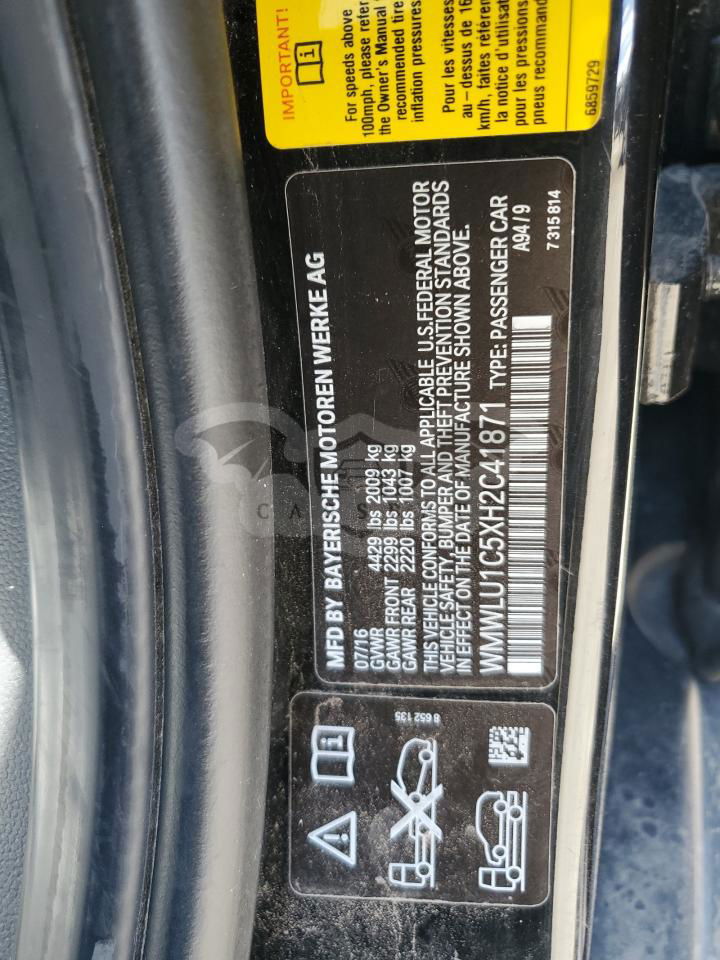 IMPORTANT!
For speeds above
100mph, please refer
the Owner's Manual
recommended tire
inflation pressures
Pour les vitesses
au - dessus de 16
km/h, faites référen
la notice d'utilisat
pour les pressions
pneus recommand
6859729
MFD BY BAYERISCHE MOTOREN WERKE AG
07/16
GVWR 4429 lbs 2009 kg
GAWR FRONT 2299 lbs 1043 kg
GAWR REAR 2220 lbs 1007 kg
THIS VEHICLE CONFORMS TO ALL APPLICABLE U.S. FEDERAL MOTOR
VEHICLE SAFETY, BUMPER AND THEFT PREVENTION STANDARDS
IN EFFECT ON THE DATE OF MANUFACTURE SHOWN ABOVE.
WMWLU1C5XH2C41871 TYPE: PASSENGER CAR
A94 / 9
7 315 814
8 652 135